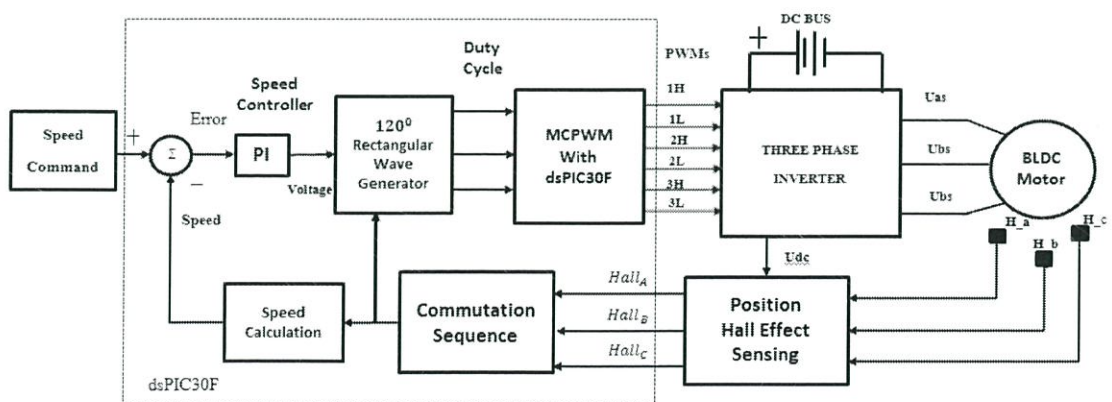 DC BUS
+
Duty
Cycle
PWMs
Speed
Controller
1H
Uas
Speed
Command
+
Error
Σ
−
PI
Voltage
120⁰
Rectangular
Wave
Generator
MCPWM
With
dsPIC30F
1L
2H
2L
3H
3L
THREE PHASE
INVERTER
Ubs
Ubs
BLDC
Motor
Speed
H_a
H_b
H_c
Udc
Speed
Calculation
Commutation
Sequence
Hall_A
Hall_B
Hall_C
Position
Hall Effect
Sensing
dsPIC30F